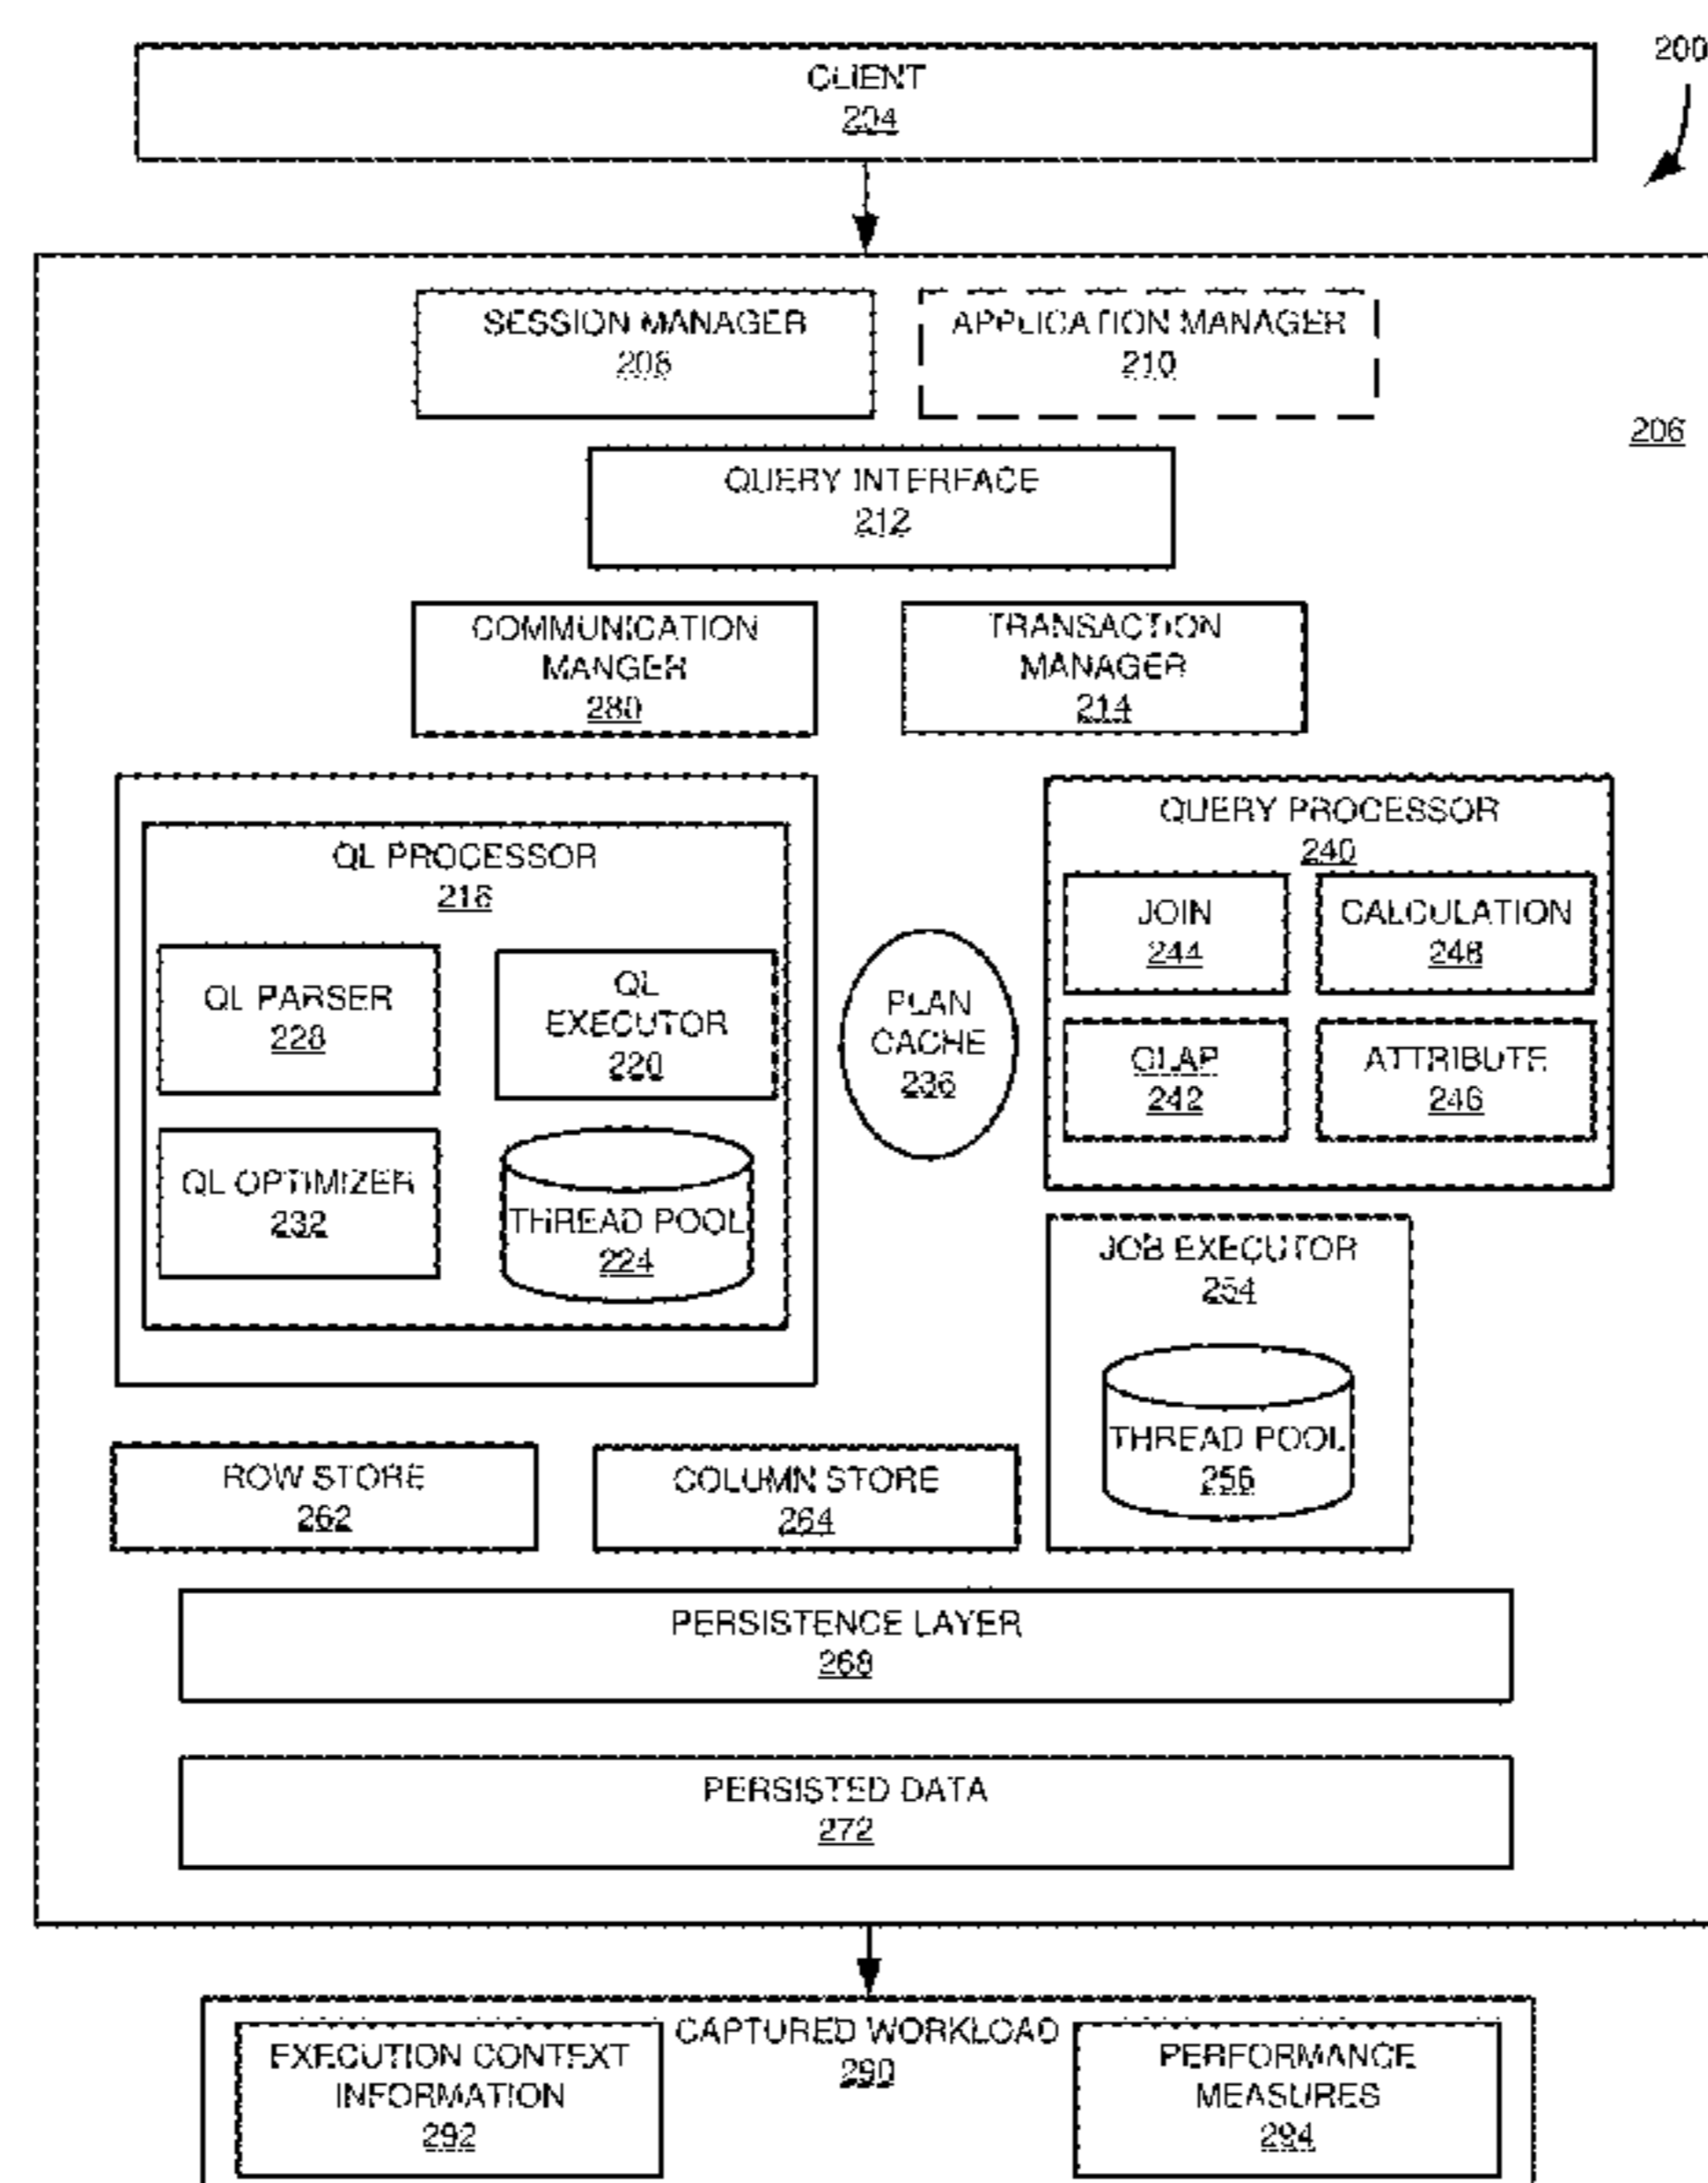 200
CLIENT
204
SESSION MANAGER
208
APPLICATION MANAGER
210
206
QUERY INTERFACE
212
COMMUNICATION
MANGER
280
TRANSACTION
MANAGER
214
QL PROCESSOR
216
QL PARSER
228
QL
EXECUTOR
220
QL OPTIMIZER
232
THREAD POOL
224
PLAN
CACHE
236
QUERY PROCESSOR
240
JOIN
244
CALCULATION
248
OLAP
242
ATTRIBUTE
246
JOB EXECUTOR
254
THREAD POOL
256
ROW STORE
262
COLUMN STORE
264
PERSISTENCE LAYER
268
PERSISTED DATA
272
CAPTURED WORKLOAD
290
EXECUTION CONTEXT
INFORMATION
292
PERFORMANCE
MEASURES
294